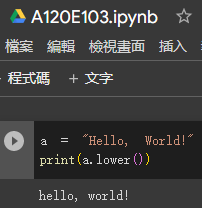 A120E103.ipynb
檔案 編輯 檢視畫面 插入
程式碼 + 文字
a = "Hello, World!"
print(a.lower())
hello, world!